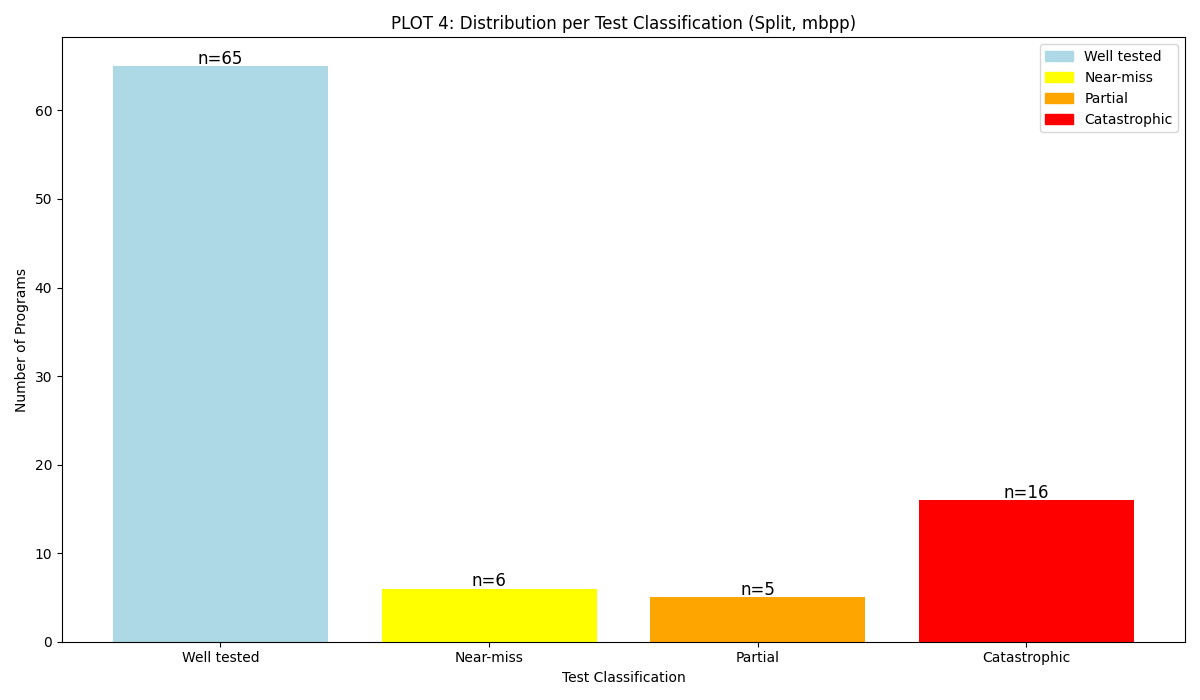 PLOT 4: Distribution per Test Classification (Split, mbpp)
Well tested
Near-miss
Partial
Catastrophic
n=65
n=6
n=5
n=16
60
50
40
30
20
10
0
Number of Programs
Well tested
Near-miss
Partial
Catastrophic
Test Classification